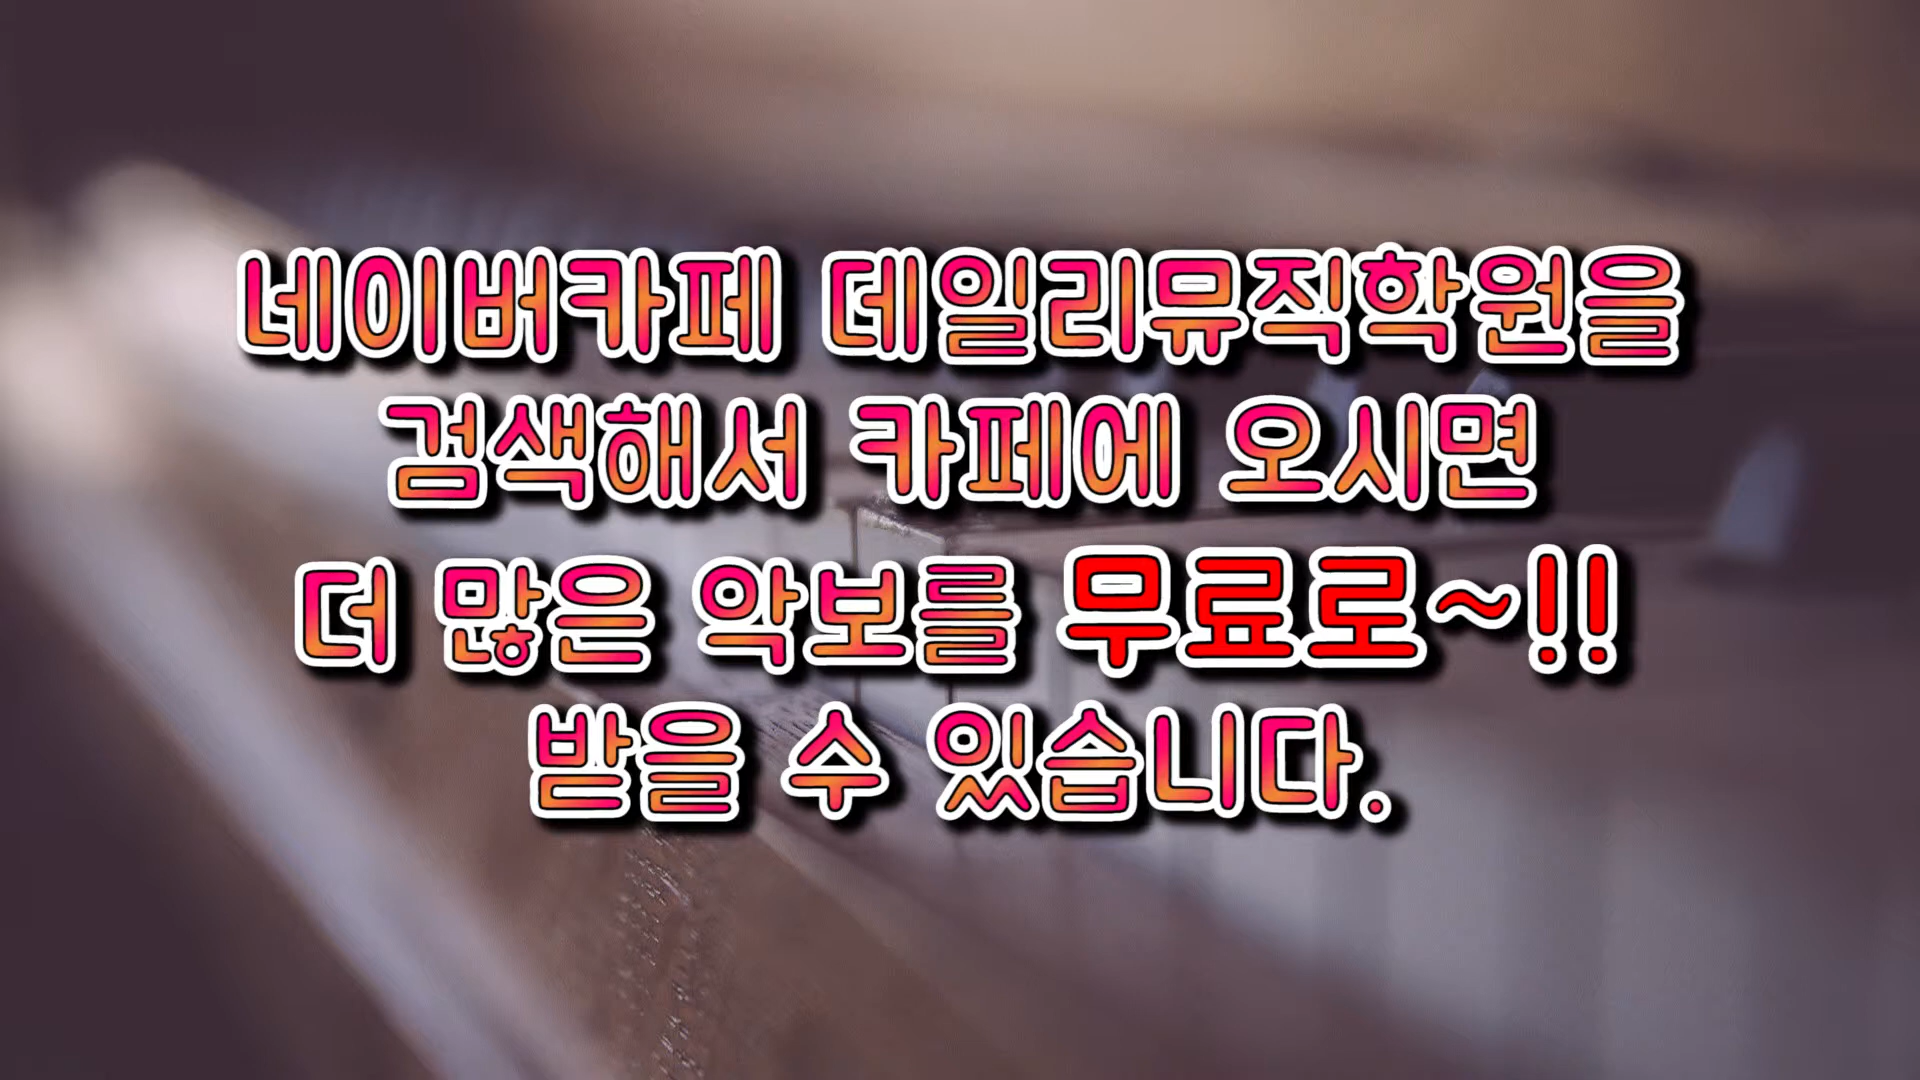 네이버카페 데일리뮤직학원을
검색해서 카페에 오시면
더 많은 악보를 무료로~!!
받을 수 있습니다.